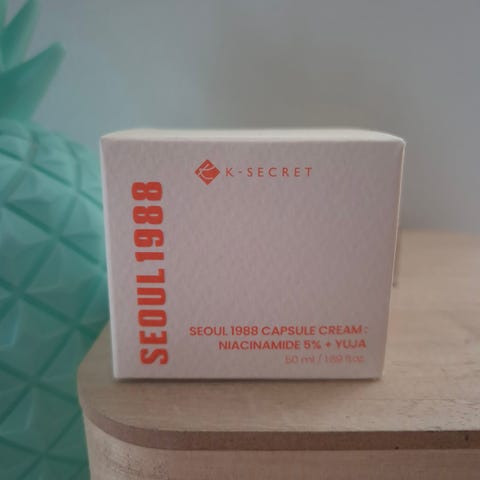 K-SECRET
SEOUL1988
SEOUL 1988 CAPSULE CREAM :
NIACINAMIDE 5% + YUJA
50 ml / 1.69 fl.oz.